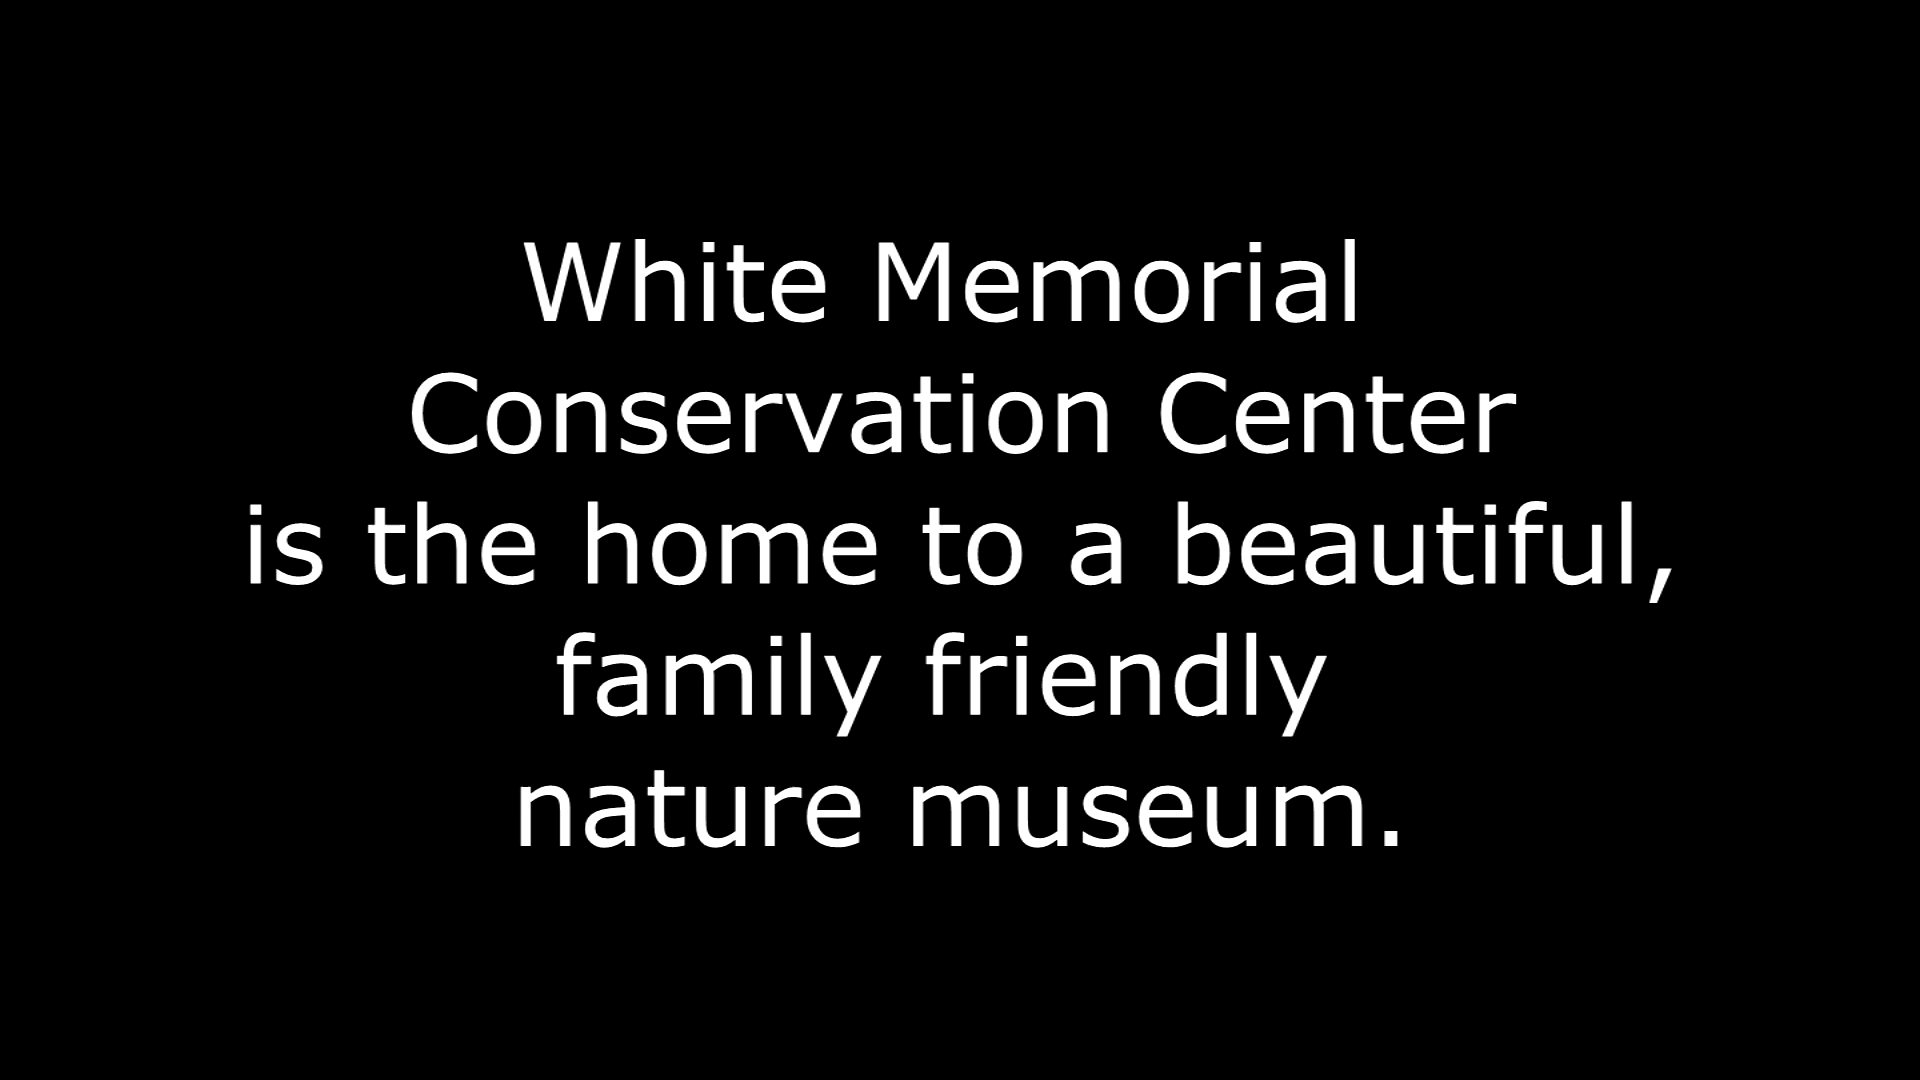 White Memorial
Conservation Center
is the home to a beautiful,
family friendly
nature museum.